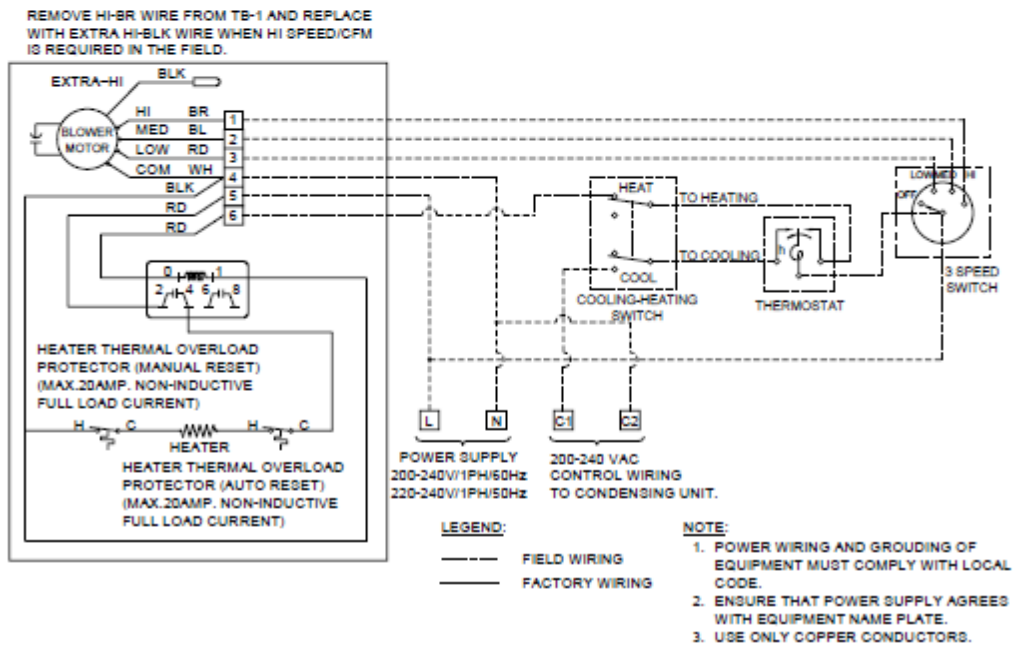 REMOVE HI-BR WIRE FROM TB-1 AND REPLACE
WITH EXTRA HI-BLK WIRE WHEN HI SPEED/CFM
IS REQUIRED IN THE FIELD.
EXTRA-HI BLK
BLOWER
MOTOR
HI BR
MED BL
LOW RD
COM WH
BLK
RD
RD
1
2
3
4
5
6
0 1
2 4 6 8
HEATER THERMAL OVERLOAD
PROTECTOR (MANUAL RESET)
(MAX.20AMP. NON-INDUCTIVE
FULL LOAD CURRENT)
H C H C
HEATER
HEATER THERMAL OVERLOAD
PROTECTOR (AUTO RESET)
(MAX.20AMP. NON-INDUCTIVE
FULL LOAD CURRENT)
HEAT
TO HEATING
TO COOLING
COOL
COOLING-HEATING
SWITCH
h
THERMOSTAT
LOW MED HI
OFF
3 SPEED
SWITCH
L N C1 C2
POWER SUPPLY
200-240V/1PH/60Hz
220-240V/1PH/50Hz
200-240 VAC
CONTROL WIRING
TO CONDENSING UNIT.
LEGEND:
FIELD WIRING
FACTORY WIRING
NOTE:
1. POWER WIRING AND GROUNDING OF
EQUIPMENT MUST COMPLY WITH LOCAL
CODE.
2. ENSURE THAT POWER SUPPLY AGREES
WITH EQUIPMENT NAME PLATE.
3. USE ONLY COPPER CONDUCTORS.